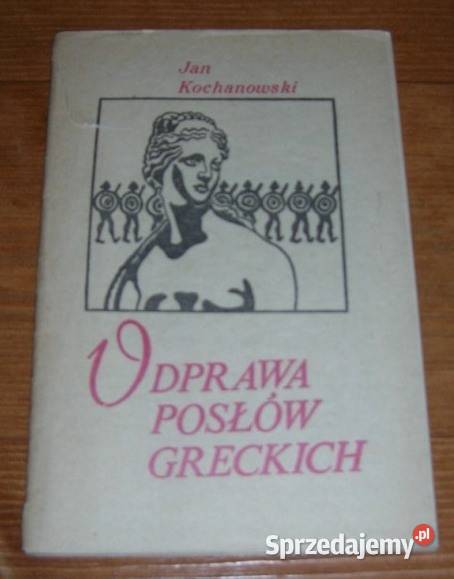 Jan
Kochanowski
ODPRAWA
POSŁÓW
GRECKICH
Sprzedajemy.pl